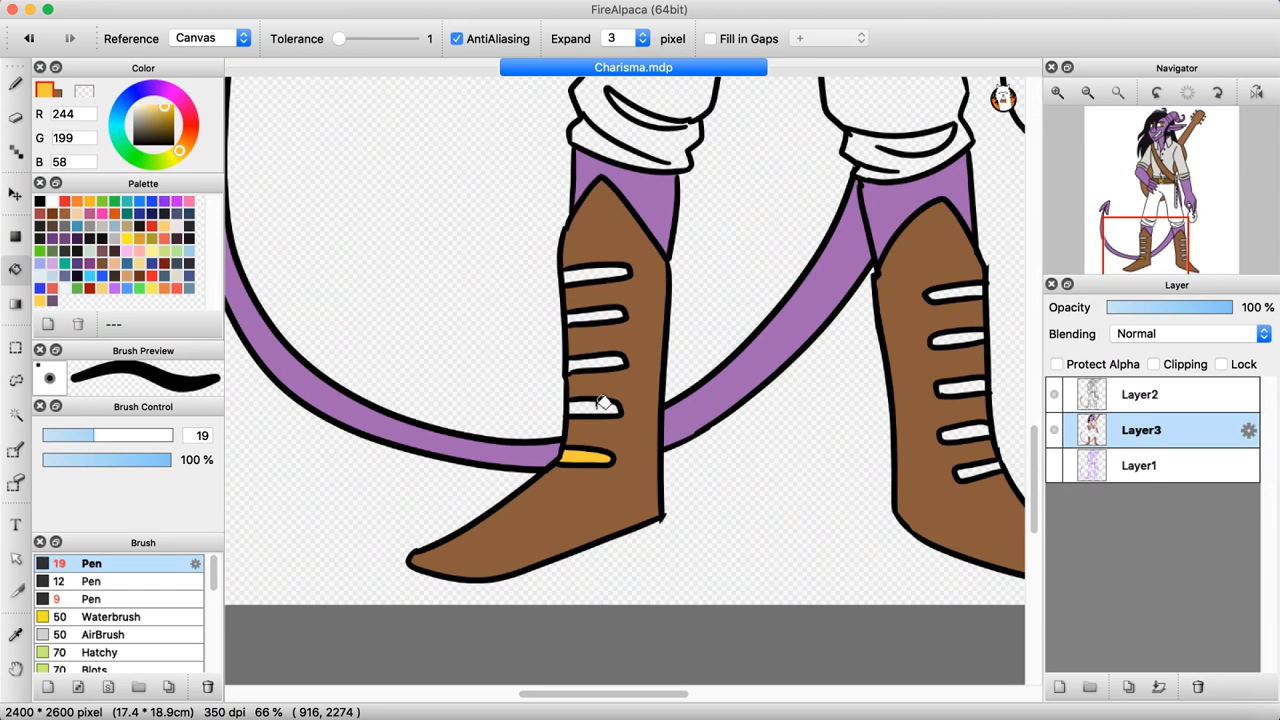 FireAlpaca (64bit)
Reference Canvas Tolerance 1 AntiAliasing Expand 3 pixel Fill in Gaps +
Color
Charisma.mdp
Navigator
R 244
G 199
B 58
Palette
---
Brush Preview
Brush Control
19
100 %
Brush
19 Pen
12 Pen
9 Pen
50 Waterbrush
50 AirBrush
70 Hatchy
70 Blots
Layer
Opacity 100 %
Blending Normal
Protect Alpha Clipping Lock
Layer2
Layer3
Layer1
2400 * 2600 pixel (17.4 * 18.9cm) 350 dpi 66 % ( 916, 2274 )